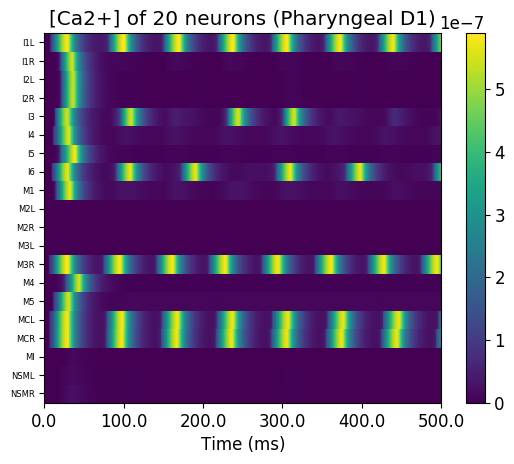 [Ca2+] of 20 neurons (Pharyngeal D1)
1e−7
I1L
I1R
I2L
I2R
I3
I4
I5
I6
M1
M2L
M2R
M3L
M3R
M4
M5
MCL
MCR
MI
NSML
NSMR
0.0 100.0 200.0 300.0 400.0 500.0
Time (ms)
5
4
3
2
1
0